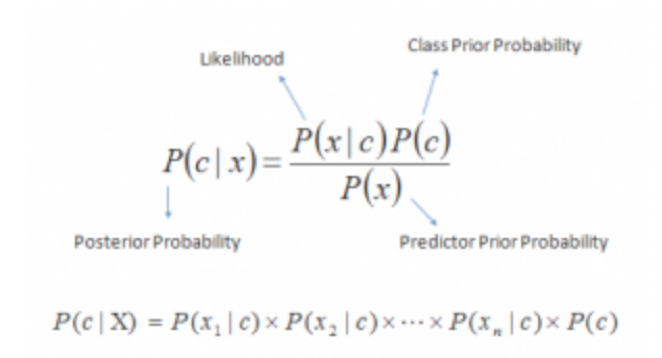 Likelihood
Class Prior Probability
P(c | x) = P(x | c)P(c) / P(x)
Posterior Probability
Predictor Prior Probability
P(c | X) = P(x₁ | c) × P(x₂ | c) × ··· × P(xₙ | c) × P(c)